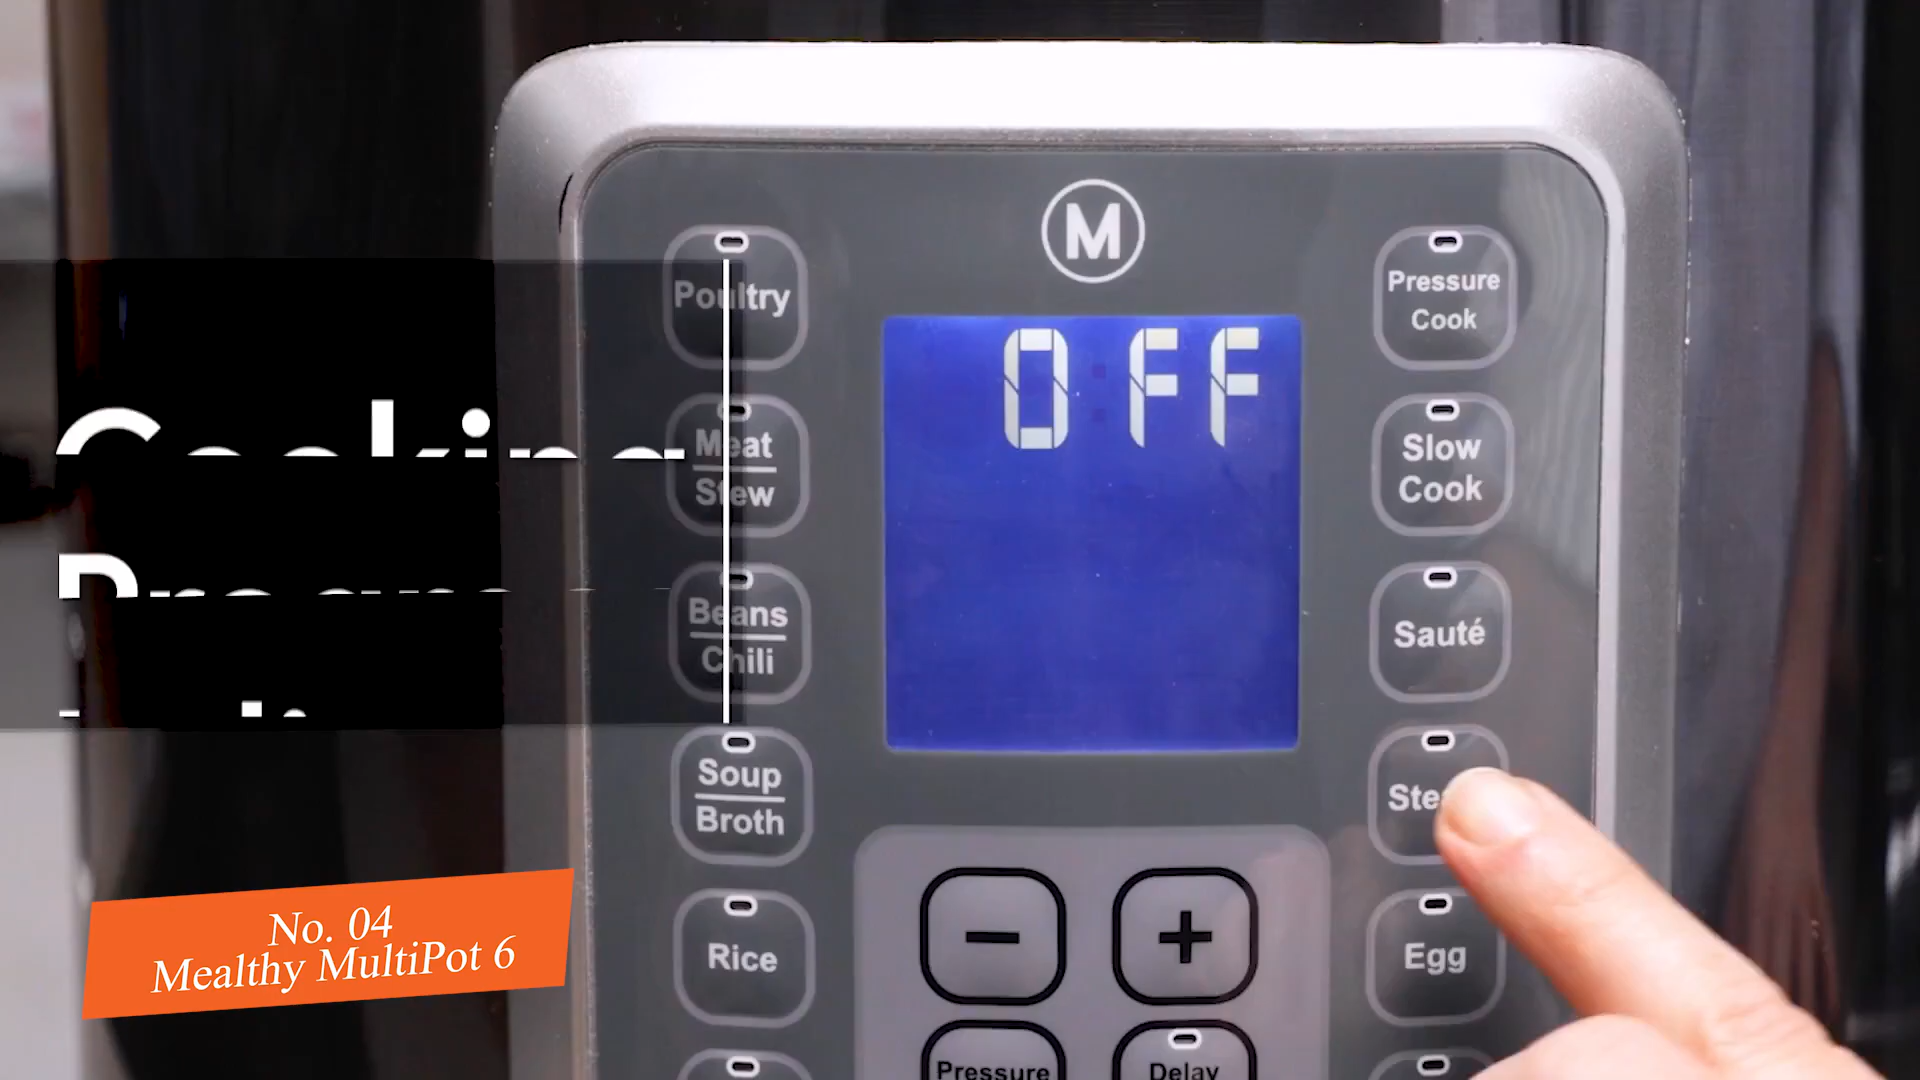 M
OFF
Poultry
Meat
Stew
Beans
Chili
Soup
Broth
Rice
Pressure
Cook
Slow
Cook
Sauté
Egg
−
+
Pressure
Delay
Cooking
No. 04
Mealthy MultiPot 6